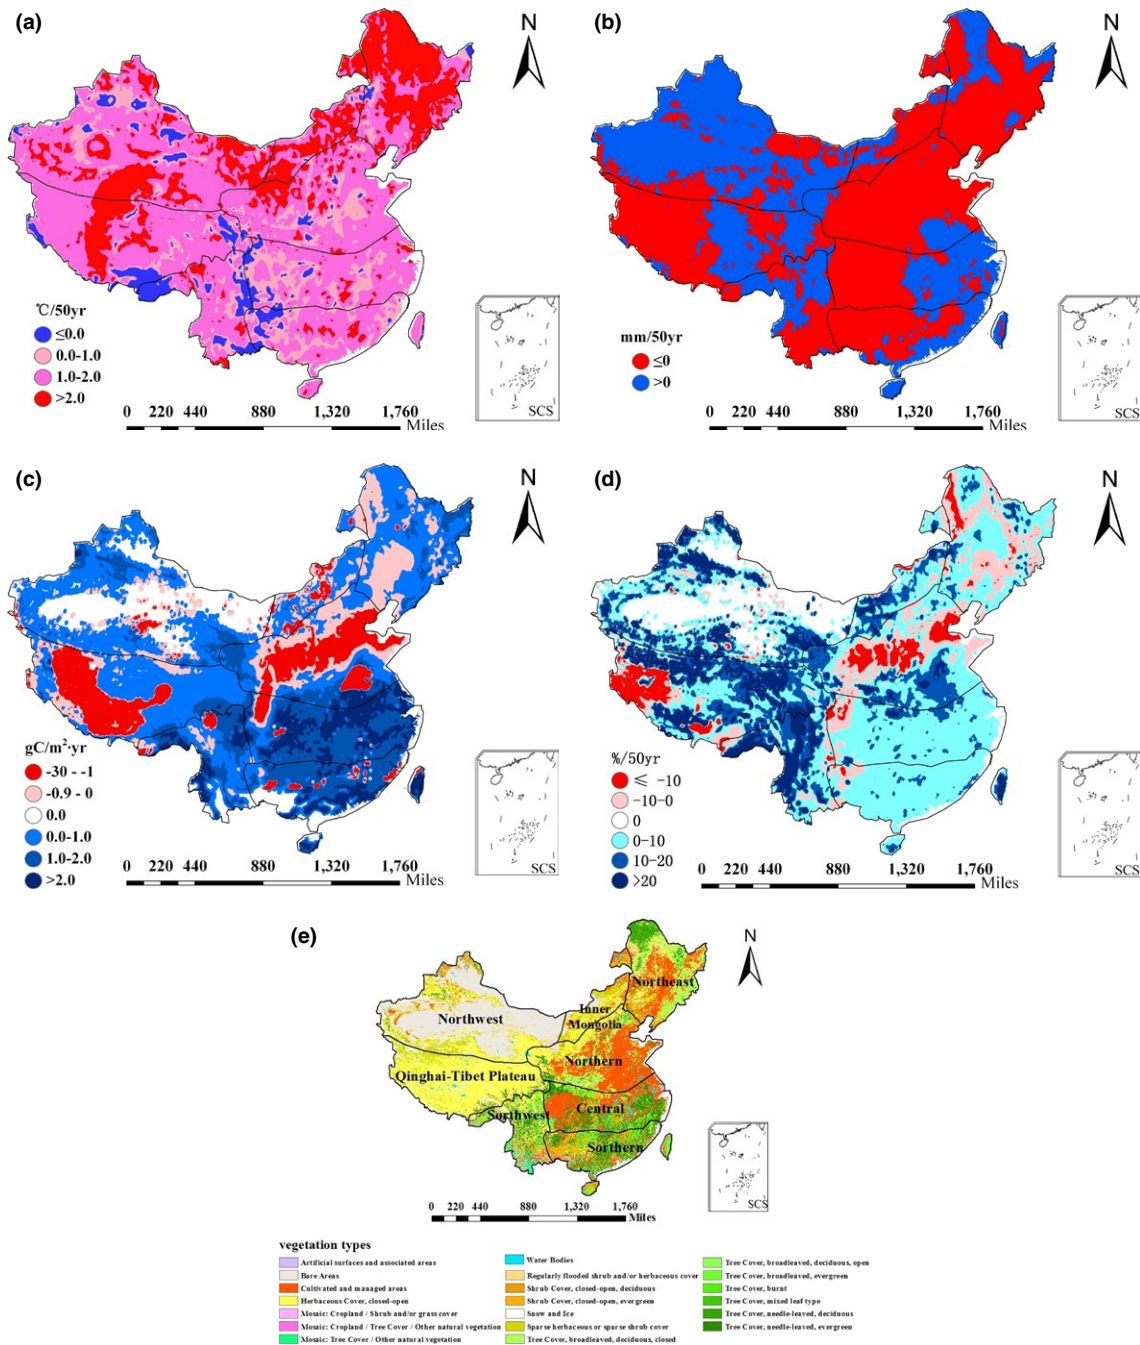 (a)
N
℃/50yr
≤0.0
0.0-1.0
1.0-2.0
>2.0
0 220 440 880 1,320 1,760
Miles
SCS
(b)
N
mm/50yr
≤0
>0
0 220 440 880 1,320 1,760
Miles
SCS
(c)
N
gC/m²·yr
-30 - -1
-0.9 - 0
0.0
0.0-1.0
1.0-2.0
>2.0
0 220 440 880 1,320 1,760
Miles
SCS
(d)
N
%/50yr
≤ -10
-10-0
0
0-10
10-20
>20
0 220 440 880 1,320 1,760
Miles
SCS
(e)
N
Northeast
Northwest
Inner
Mongolia
Northern
Qinghai-Tibet Plateau
Sorthwest
Central
Sorthern
0 220 440 880 1,320 1,760
Miles
SCS
vegetation types
Artificial surfaces and associated areas
Bare Areas
Cultivated and managed areas
Herbaceous Cover, closed-open
Mosaic: Cropland / Shrub and/or grass cover
Mosaic: Cropland / Tree Cover / Other natural vegetation
Mosaic: Tree Cover / Other natural vegetation
Water Bodies
Regularly flooded shrub and/or herbaceous cover
Shrub Cover, closed-open, deciduous
Shrub Cover, closed-open, evergreen
Snow and Ice
Sparse herbaceous or sparse shrub cover
Tree Cover, broadleaved, deciduous, closed
Tree Cover, broadleaved, deciduous, open
Tree Cover, broadleaved, evergreen
Tree Cover, burnt
Tree Cover, mixed leaf type
Tree Cover, needle-leaved, deciduous
Tree Cover, needle-leaved, evergreen